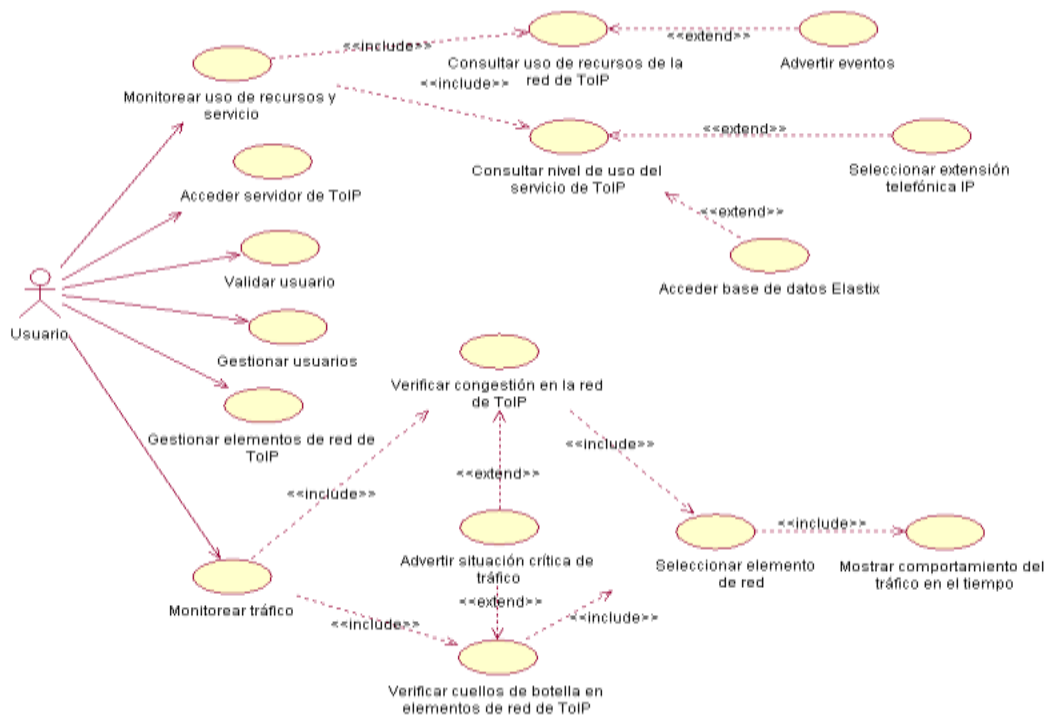 <<include>>
Consultar uso de recursos de la
red de ToIP
<<extend>>
Advertir eventos
Monitorear uso de recursos y
servicio
<<include>>
<<extend>>
Consultar nivel de uso del
servicio de ToIP
Seleccionar extensión
telefónica IP
Acceder servidor de ToIP
<<extend>>
Validar usuario
Acceder base de datos Elastix
Usuario
Gestionar usuarios
Verificar congestión en la red
de ToIP
Gestionar elementos de red de
ToIP
<<include>>
<<extend>>
<<include>>
<<include>>
Advertir situación crítica de
tráfico
Seleccionar elemento
de red
Mostrar comportamiento del
tráfico en el tiempo
Monitorear tráfico
<<extend>>
<<include>>
<<include>>
Verificar cuellos de botella en
elementos de red de ToIP